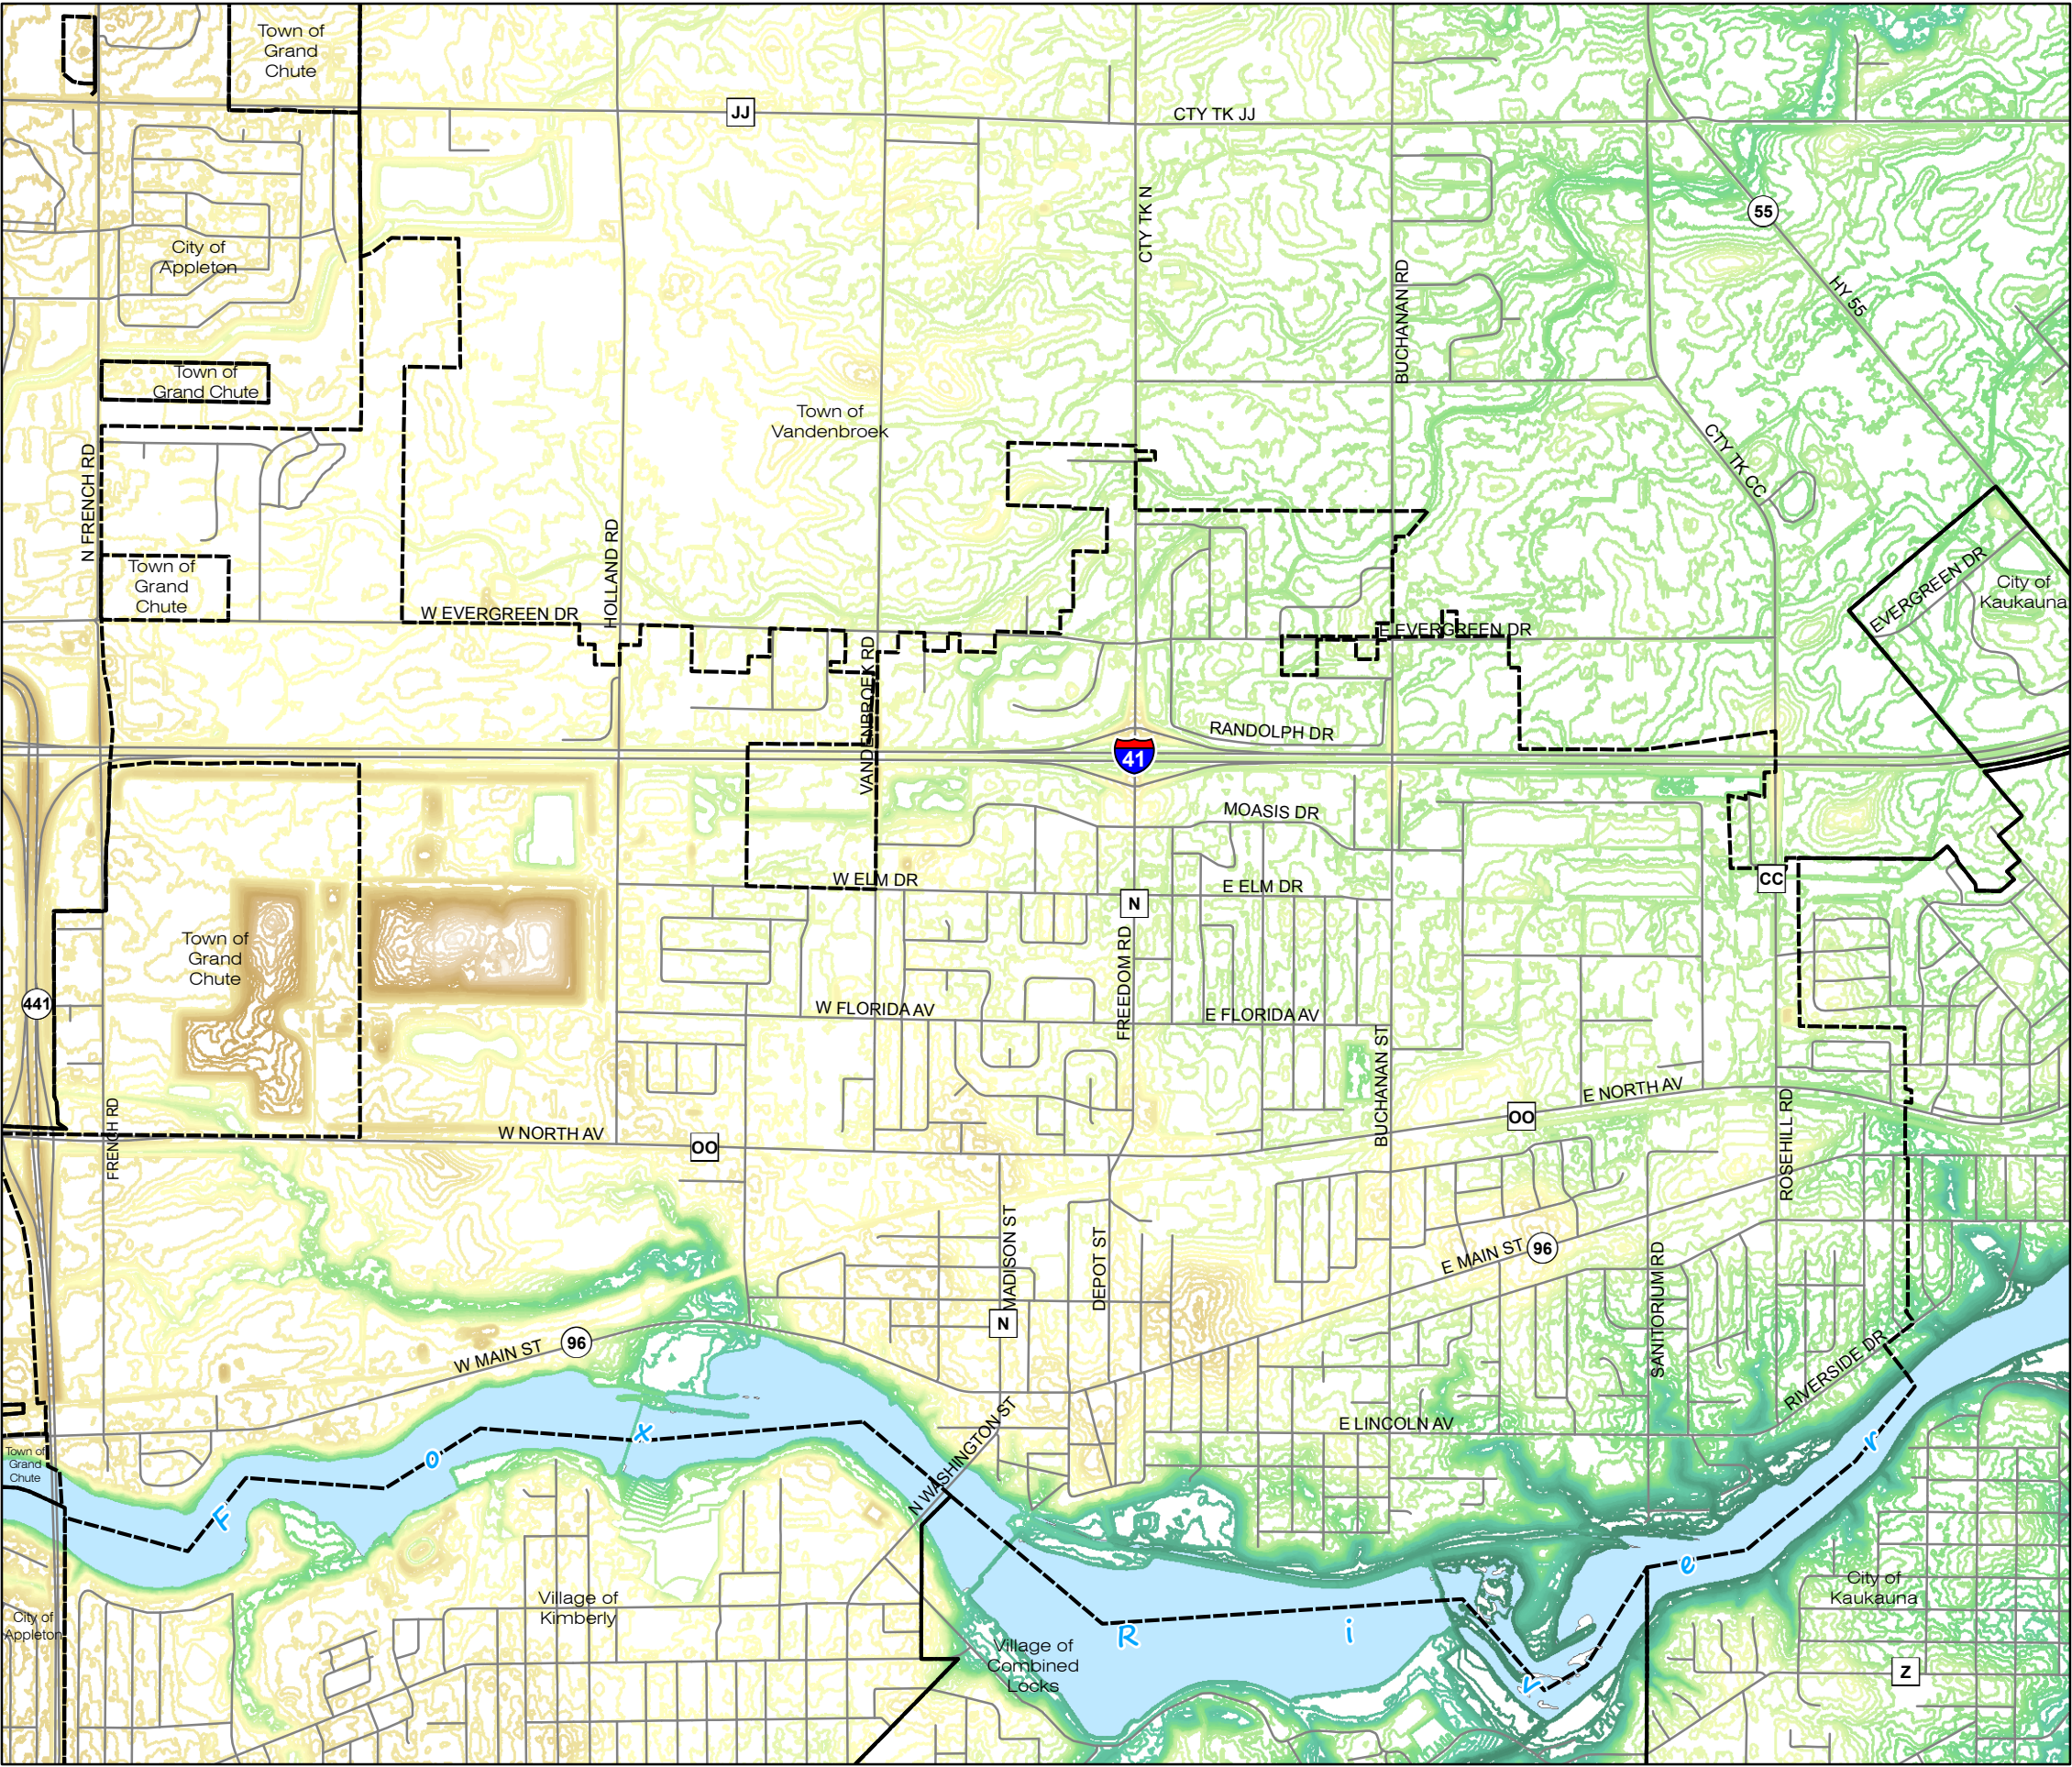 Town of
Grand
Chute
JJ
CTY TK JJ
CTY TK N
55
City of
Appleton
HY 55
BUCHANAN RD
Town of
Grand Chute
Town of
Vandenbroek
N FRENCH RD
CTY TK CC
HOLLAND RD
Town of
Grand
Chute
W EVERGREEN DR
E EVERGREEN DR
EVERGREEN DR
City of
Kaukauna
VANDENBROEK RD
RANDOLPH DR
41
MOASIS DR
W ELM DR
E ELM DR
CC
N
Town of
Grand
Chute
441
FREEDOM RD
W FLORIDA AV
E FLORIDA AV
BUCHANAN ST
E NORTH AV
OO
FRENCH RD
W NORTH AV
OO
ROSEHILL RD
MADISON ST
DEPOT ST
E MAIN ST
96
SANITORIUM RD
N
W MAIN ST
96
RIVERSIDE DR
E LINCOLN AV
N WASHINGTON ST
Town of
Grand
Chute
F o x
R i v e r
Village of
Kimberly
City of
Appleton
Village of
Combined
Locks
City of
Kaukauna
Z